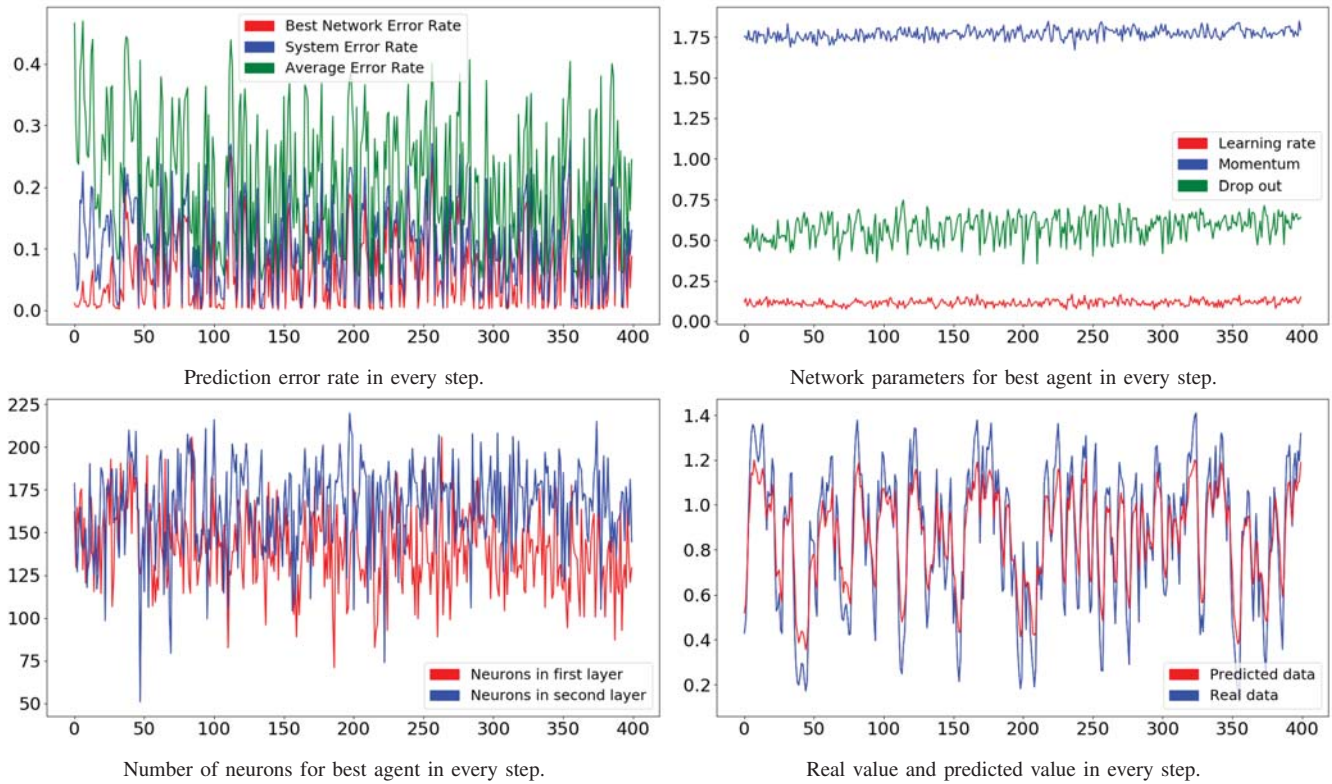 Best Network Error Rate
System Error Rate
Average Error Rate
0.4
0.3
0.2
0.1
0.0
0 50 100 150 200 250 300 350 400
Prediction error rate in every step.
1.75
1.50
1.25
1.00
0.75
0.50
0.25
0.00
Learning rate
Momentum
Drop out
0 50 100 150 200 250 300 350 400
Network parameters for best agent in every step.
225
200
175
150
125
100
75
50
Neurons in first layer
Neurons in second layer
0 50 100 150 200 250 300 350 400
Number of neurons for best agent in every step.
1.4
1.2
1.0
0.8
0.6
0.4
0.2
Predicted data
Real data
0 50 100 150 200 250 300 350 400
Real value and predicted value in every step.